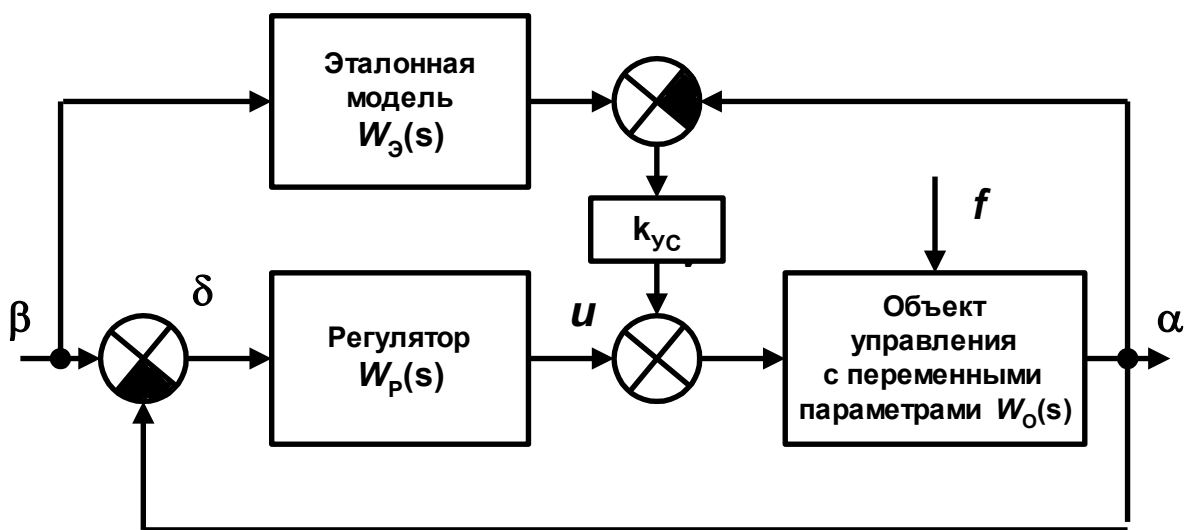 Эталонная
модель
WЭ(s)
kУС
f
β
δ
Регулятор
WР(s)
u
Объект
управления
с переменными
параметрами WО(s)
α